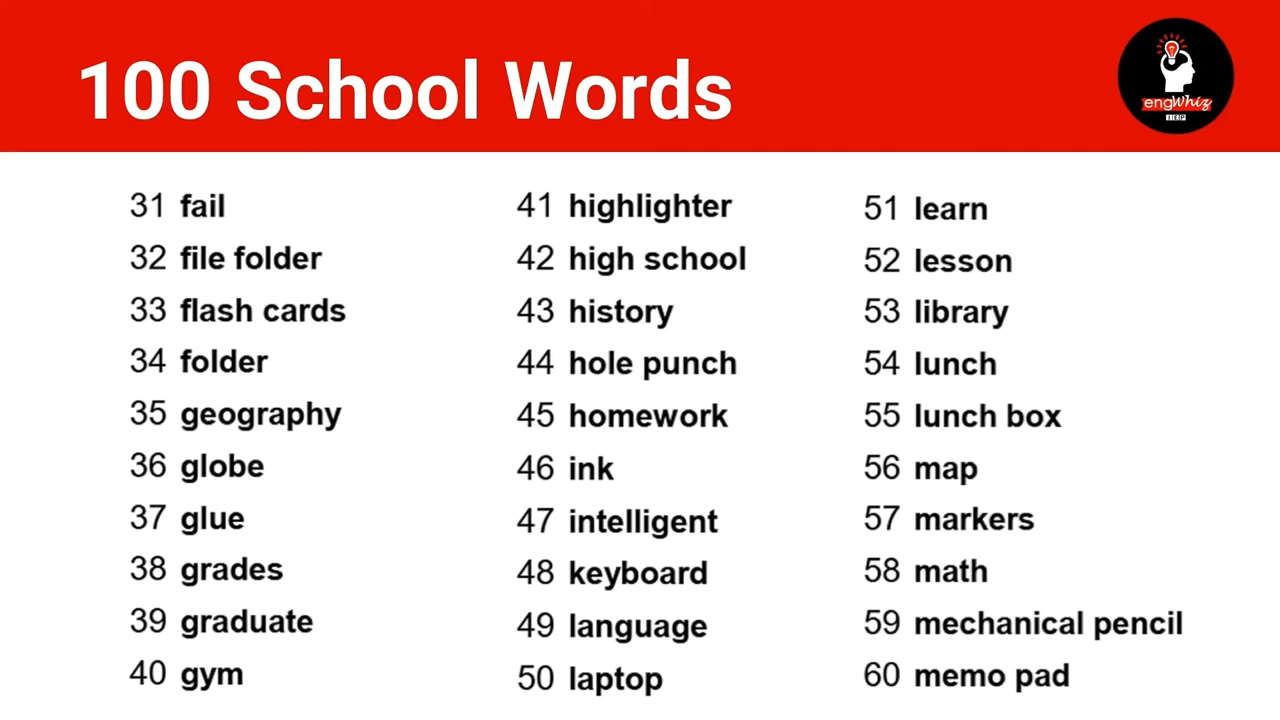 100 School Words
engWhiz
IEP
31 fail
32 file folder
33 flash cards
34 folder
35 geography
36 globe
37 glue
38 grades
39 graduate
40 gym
41 highlighter
42 high school
43 history
44 hole punch
45 homework
46 ink
47 intelligent
48 keyboard
49 language
50 laptop
51 learn
52 lesson
53 library
54 lunch
55 lunch box
56 map
57 markers
58 math
59 mechanical pencil
60 memo pad